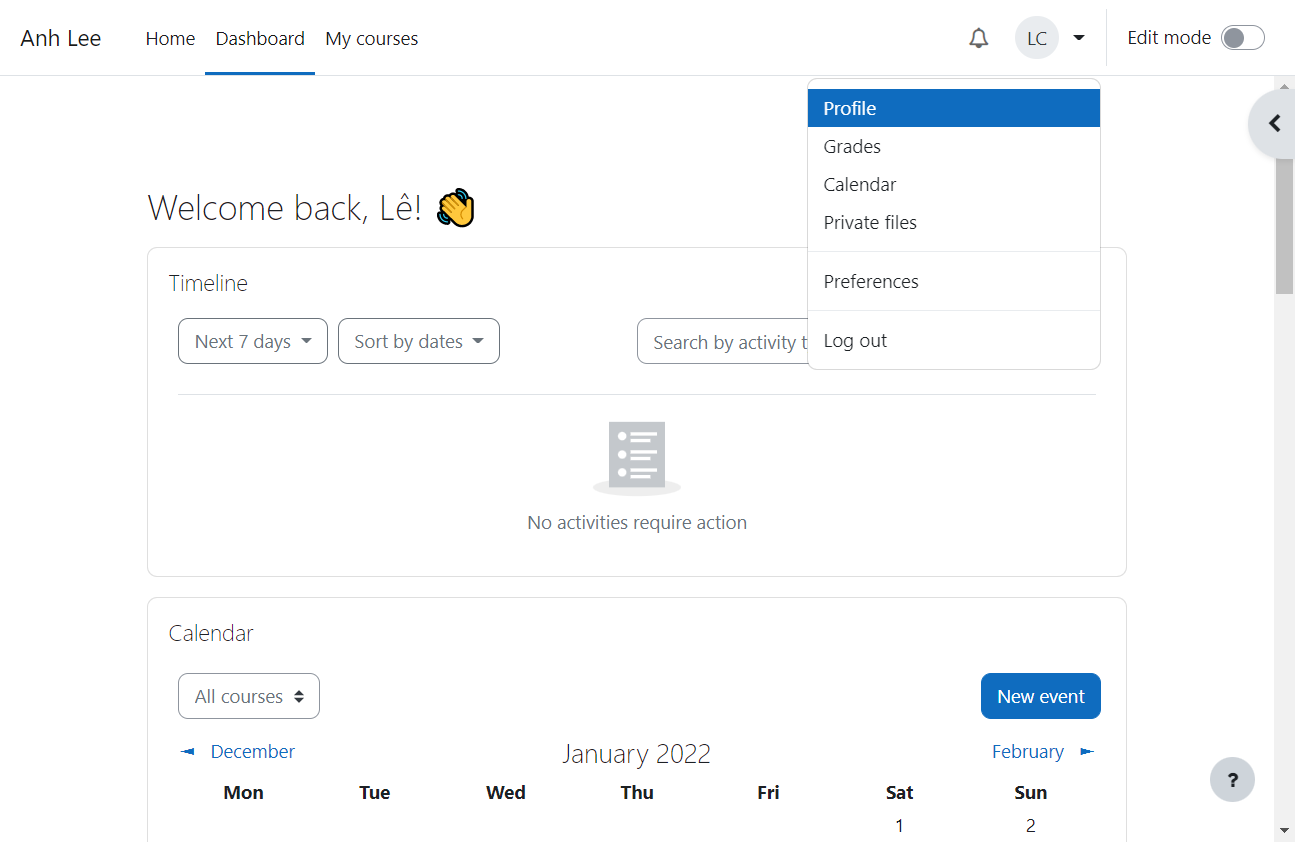 Anh Lee Home Dashboard My courses LC Edit mode
Profile
Grades
Calendar
Private files
Preferences
Log out
Welcome back, Lê!
Timeline
Next 7 days Sort by dates Search by activity t
No activities require action
Calendar
All courses New event
December January 2022 February
Mon Tue Wed Thu Fri Sat Sun
1 2
?